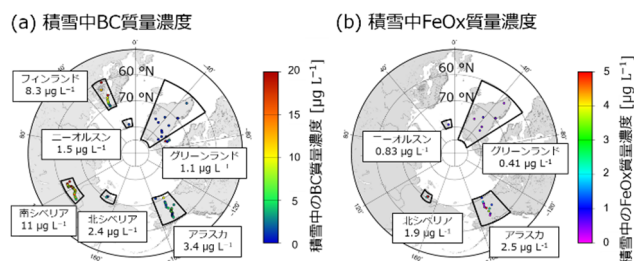 (a) 積雪中BC質量濃度
(b) 積雪中FeOx質量濃度
フィンランド
8.3 µg L⁻¹
ニーオルスン
1.5 µg L⁻¹
グリーンランド
1.1 µg L⁻¹
南シベリア
11 µg L⁻¹
北シベリア
2.4 µg L⁻¹
アラスカ
3.4 µg L⁻¹
60 °N
70 °N
20
15
10
5
0
積雪中のBC質量濃度 [µg L⁻¹]
60 °N
70 °N
ニーオルスン
0.83 µg L⁻¹
グリーンランド
0.41 µg L⁻¹
北シベリア
1.9 µg L⁻¹
アラスカ
2.5 µg L⁻¹
5
4
3
2
1
0
積雪中のFeOx質量濃度 [µg L⁻¹]